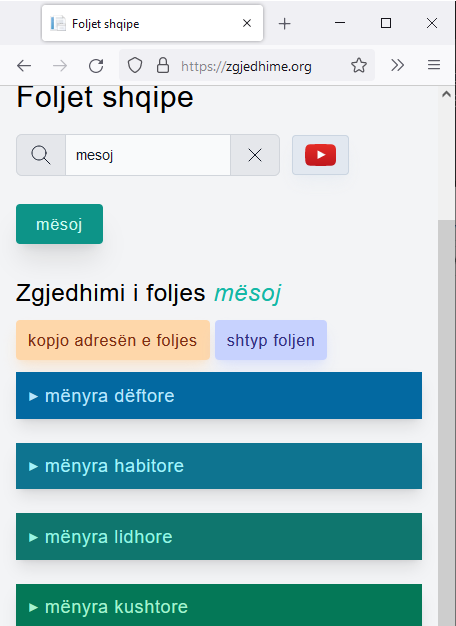 Foljet shqipe
https://zgjedhime.org
Foljet shqipe
mesoj
mësoj
Zgjedhimi i foljes mësoj
kopjo adresën e foljes shtyp foljen
▸ mënyra dëftore
▸ mënyra habitore
▸ mënyra lidhore
▸ mënyra kushtore